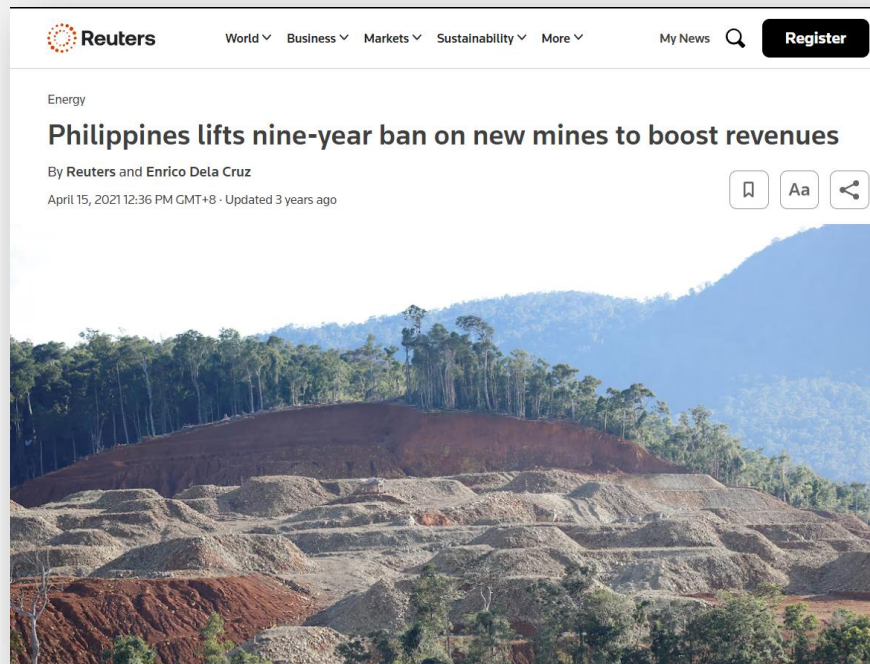 Reuters World Business Markets Sustainability More My News Register
Energy
Philippines lifts nine-year ban on new mines to boost revenues
By Reuters and Enrico Dela Cruz
April 15, 2021 12:36 PM GMT+8 · Updated 3 years ago
Aa